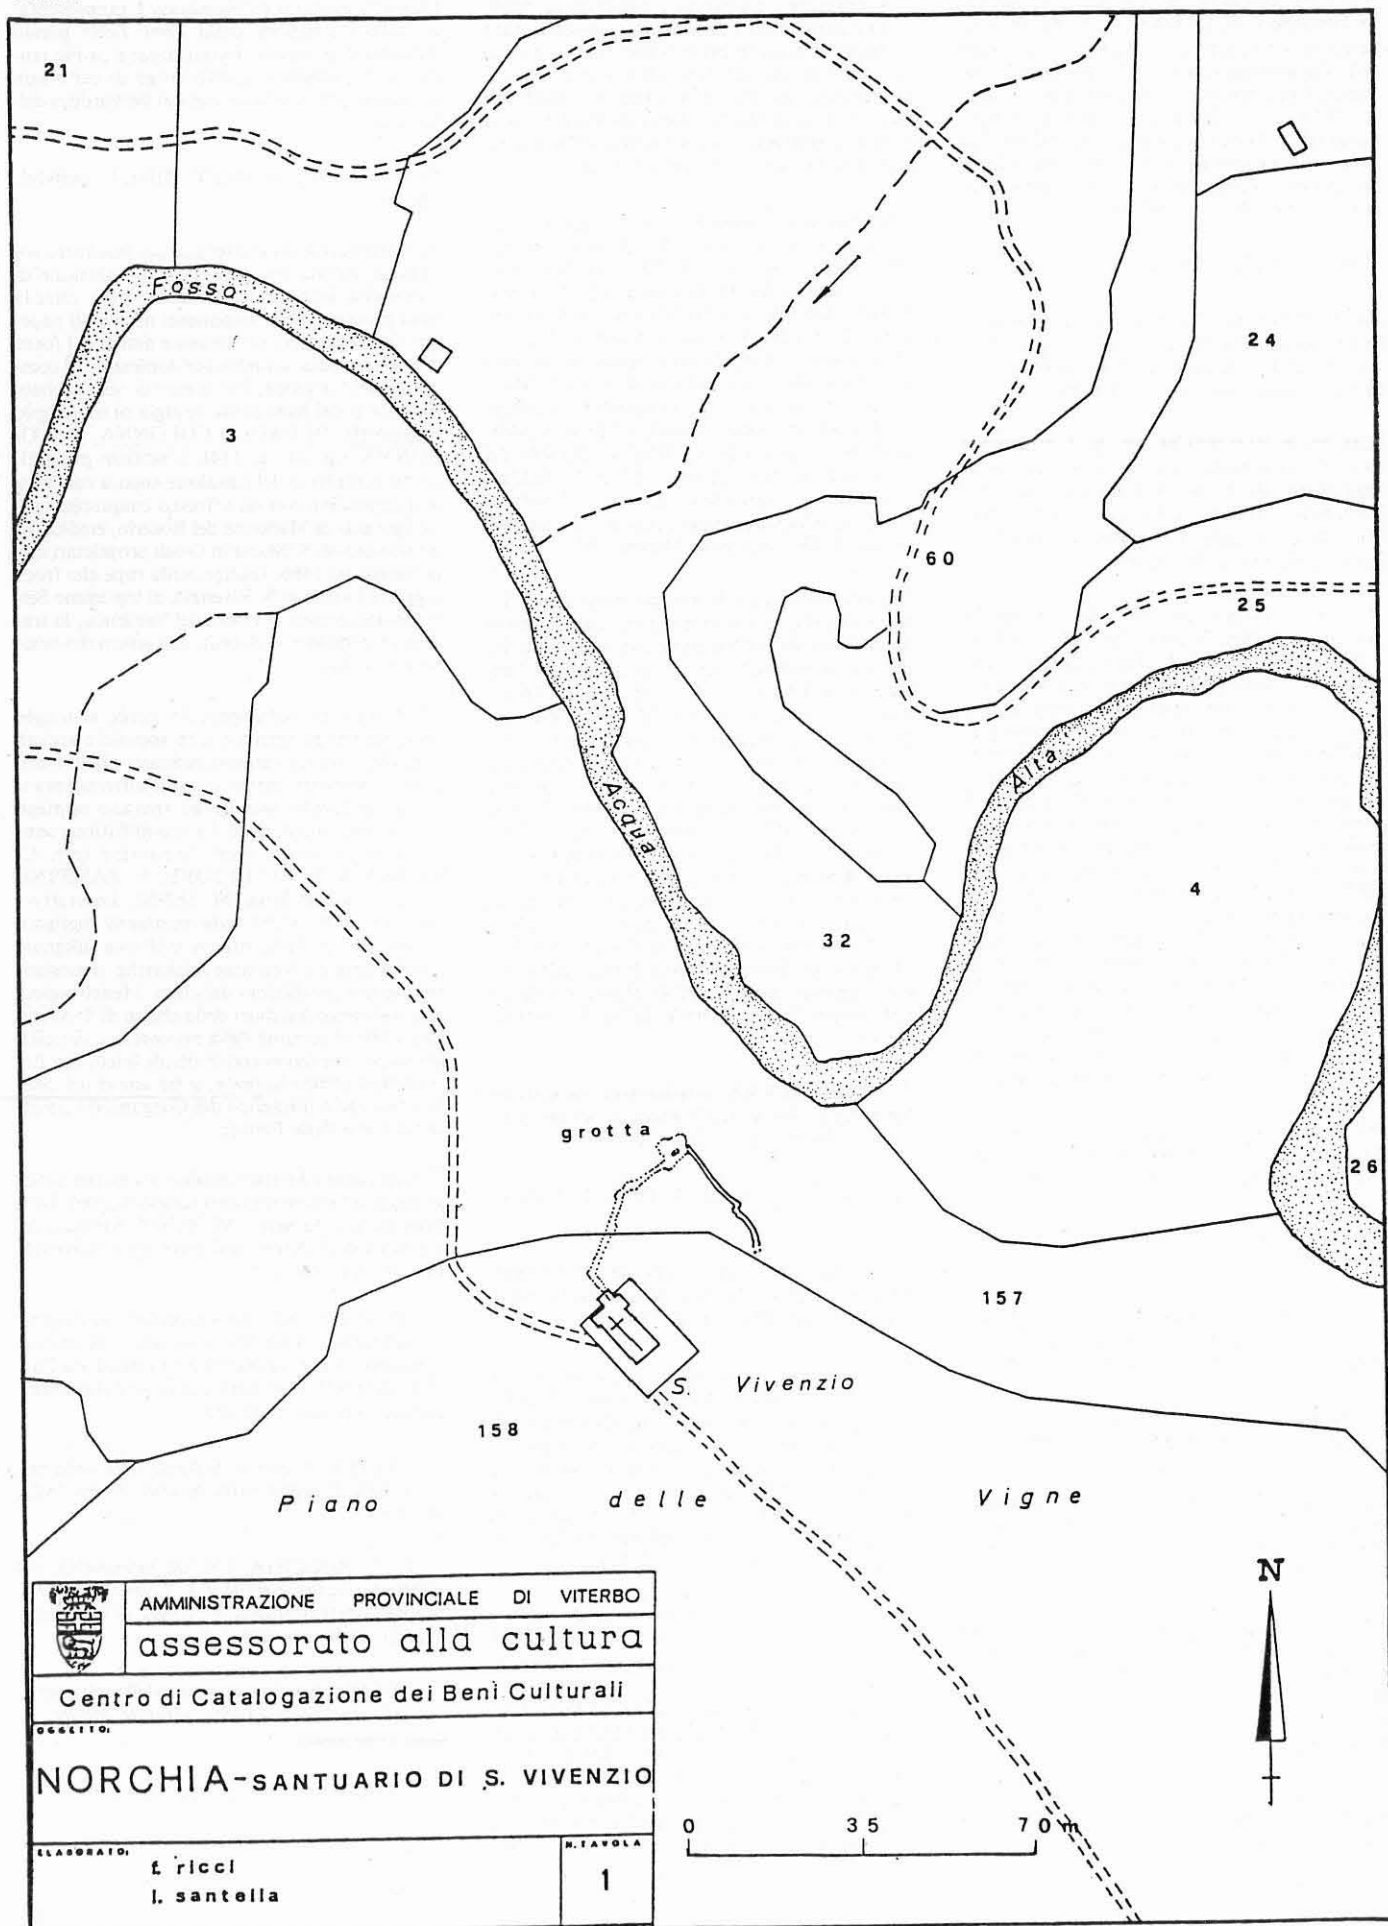 21
Fosso
3
24
60
25
Acqua
Alta
4
32
grotta
26
157
S. Vivenzio
158
Piano delle Vigne
N
AMMINISTRAZIONE PROVINCIALE DI VITERBO
assessorato alla cultura
Centro di Catalogazione dei Beni Culturali
OGGETTO:
NORCHIA-SANTUARIO DI S. VIVENZIO
0 35 70 m
ELABORATO:
f. ricci
l. santella
N. TAVOLA
1